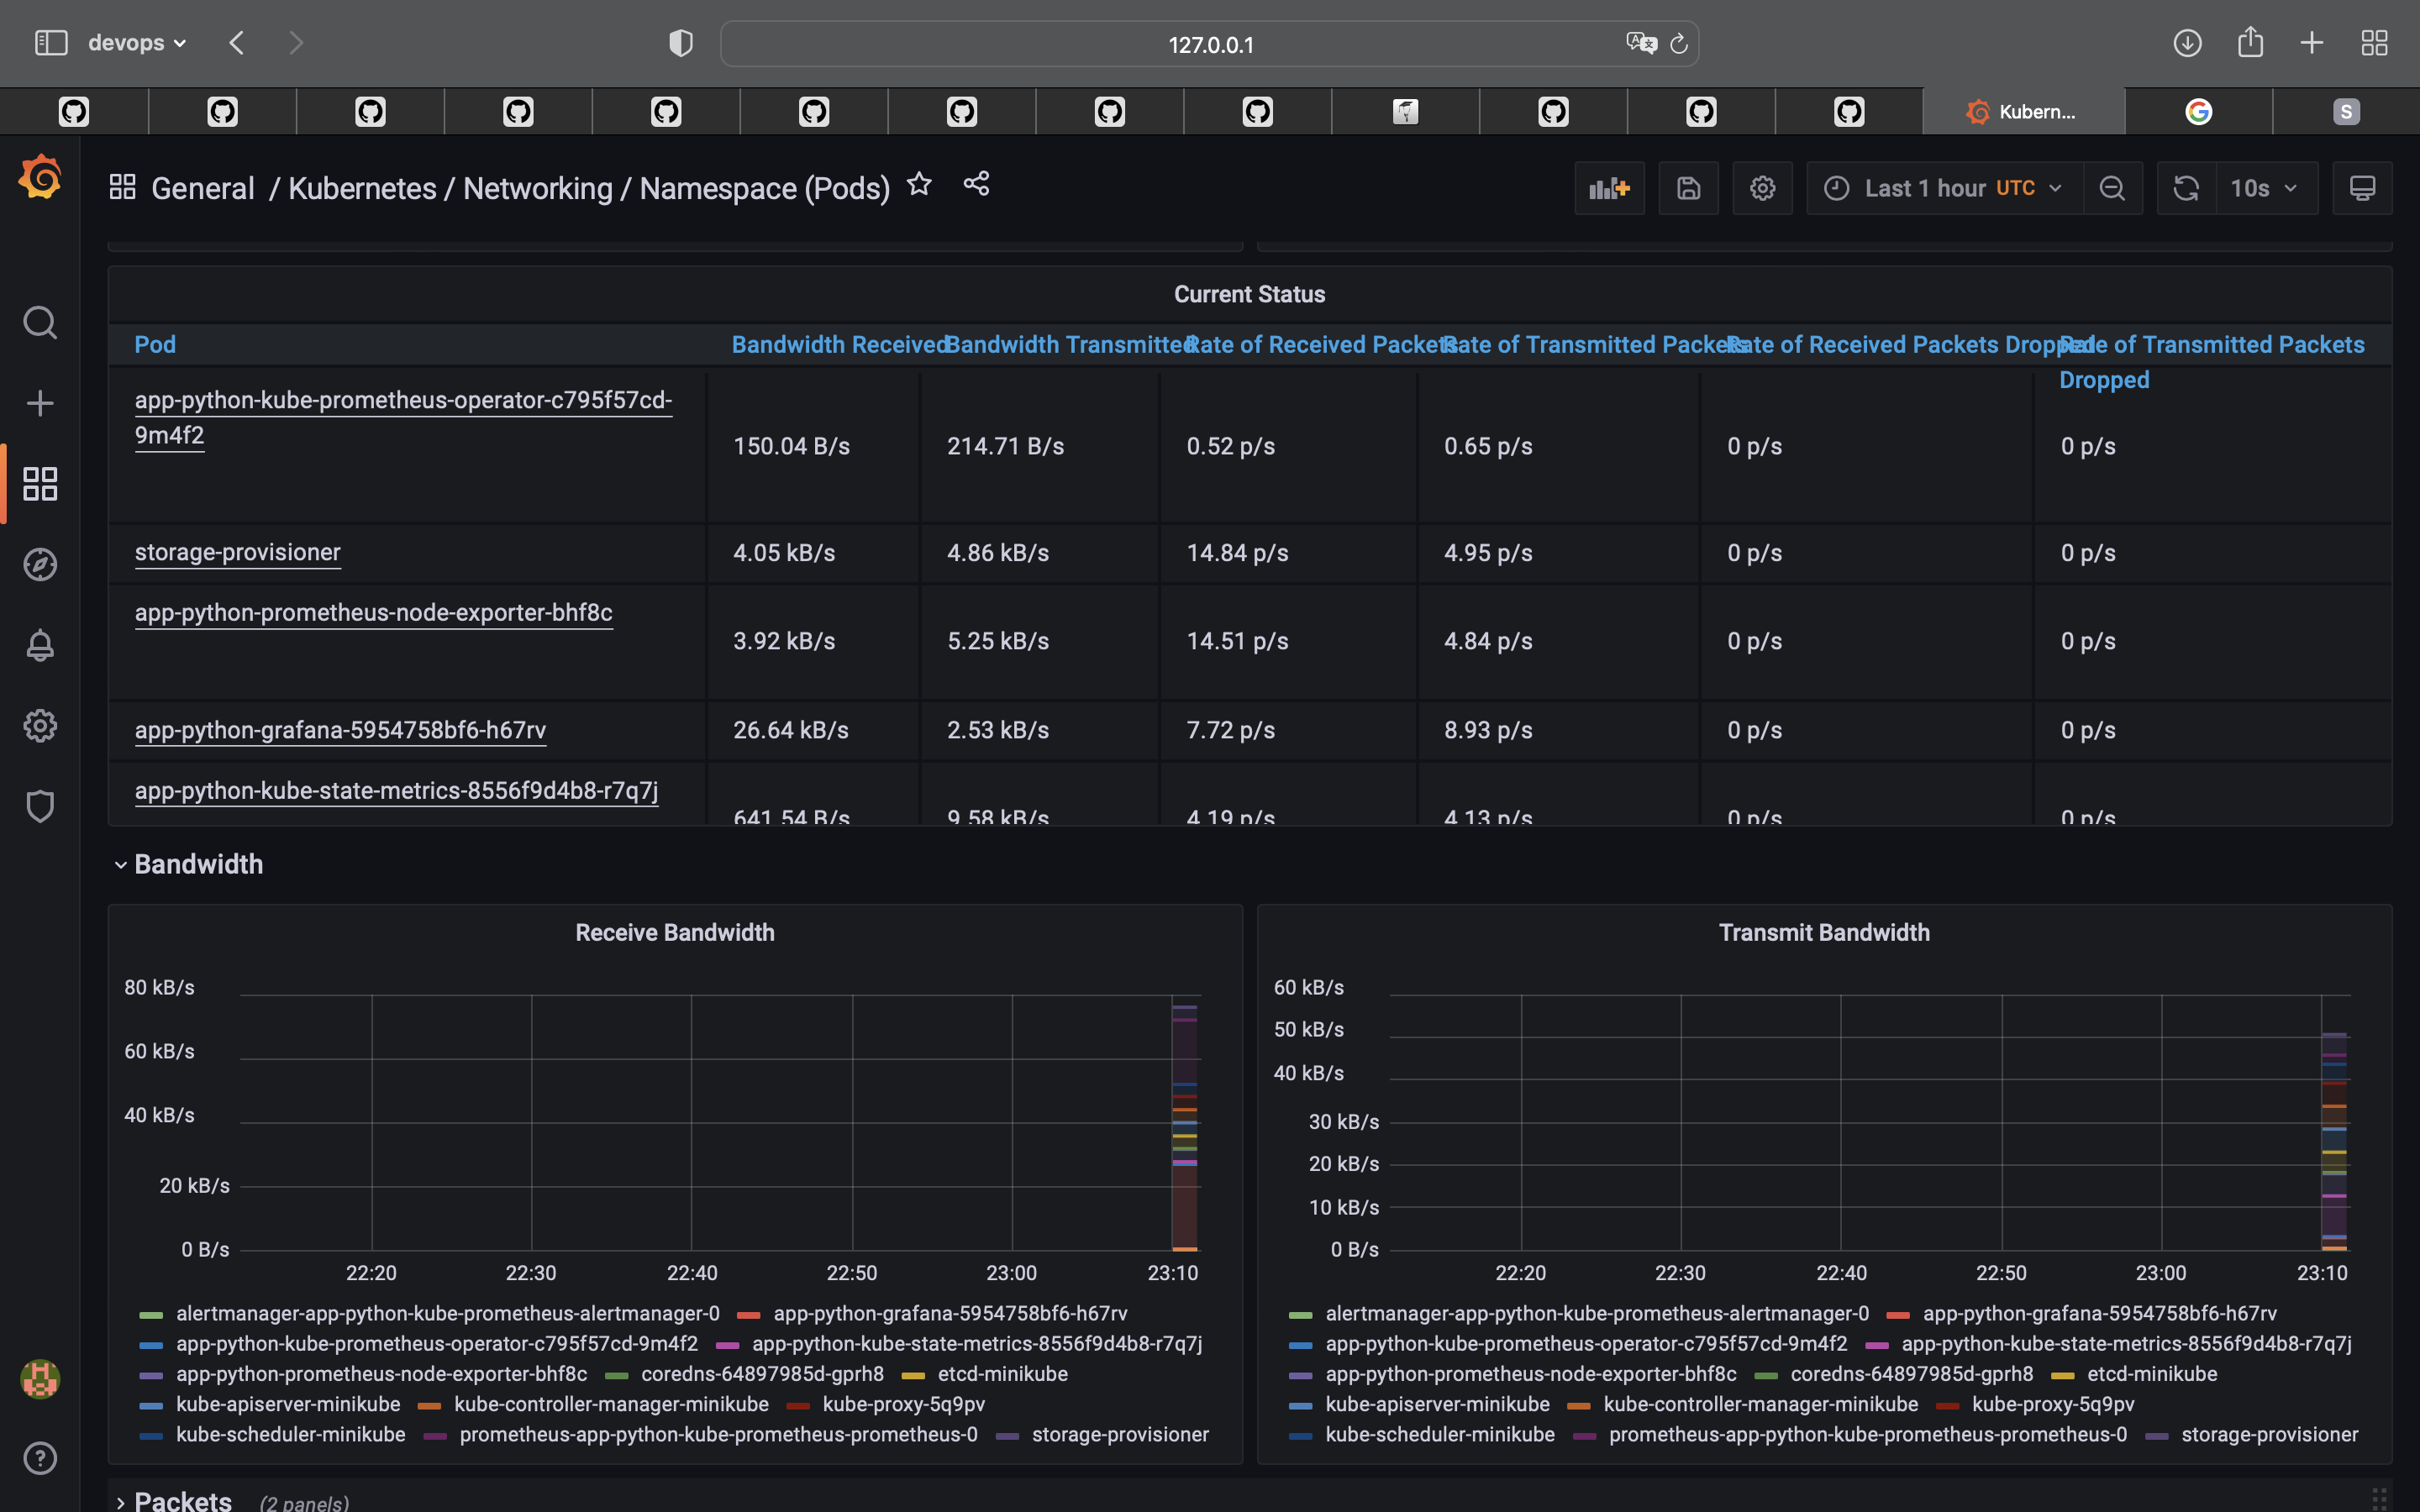 devops
127.0.0.1
Kubern...
S
General / Kubernetes / Networking / Namespace (Pods)
Last 1 hour UTC
10s
Current Status
Pod Bandwidth Received Bandwidth Transmitted Rate of Received Packets Rate of Transmitted Packets Rate of Received Packets Dropped Rate of Transmitted Packets Dropped
app-python-kube-prometheus-operator-c795f57cd-
9m4f2
150.04 B/s 214.71 B/s 0.52 p/s 0.65 p/s 0 p/s 0 p/s
storage-provisioner 4.05 kB/s 4.86 kB/s 14.84 p/s 4.95 p/s 0 p/s 0 p/s
app-python-prometheus-node-exporter-bhf8c
3.92 kB/s 5.25 kB/s 14.51 p/s 4.84 p/s 0 p/s 0 p/s
app-python-grafana-5954758bf6-h67rv 26.64 kB/s 2.53 kB/s 7.72 p/s 8.93 p/s 0 p/s 0 p/s
app-python-kube-state-metrics-8556f9d4b8-r7q7j
641.54 B/s 9.58 kB/s 4.19 p/s 4.13 p/s 0 p/s 0 p/s
Bandwidth
Receive Bandwidth
80 kB/s
60 kB/s
40 kB/s
20 kB/s
0 B/s
22:20 22:30 22:40 22:50 23:00 23:10
alertmanager-app-python-kube-prometheus-alertmanager-0 app-python-grafana-5954758bf6-h67rv
app-python-kube-prometheus-operator-c795f57cd-9m4f2 app-python-kube-state-metrics-8556f9d4b8-r7q7j
app-python-prometheus-node-exporter-bhf8c coredns-64897985d-gprh8 etcd-minikube
kube-apiserver-minikube kube-controller-manager-minikube kube-proxy-5q9pv
kube-scheduler-minikube prometheus-app-python-kube-prometheus-prometheus-0 storage-provisioner
Transmit Bandwidth
60 kB/s
50 kB/s
40 kB/s
30 kB/s
20 kB/s
10 kB/s
0 B/s
22:20 22:30 22:40 22:50 23:00 23:10
alertmanager-app-python-kube-prometheus-alertmanager-0 app-python-grafana-5954758bf6-h67rv
app-python-kube-prometheus-operator-c795f57cd-9m4f2 app-python-kube-state-metrics-8556f9d4b8-r7q7j
app-python-prometheus-node-exporter-bhf8c coredns-64897985d-gprh8 etcd-minikube
kube-apiserver-minikube kube-controller-manager-minikube kube-proxy-5q9pv
kube-scheduler-minikube prometheus-app-python-kube-prometheus-prometheus-0 storage-provisioner
Packets (2 panels)